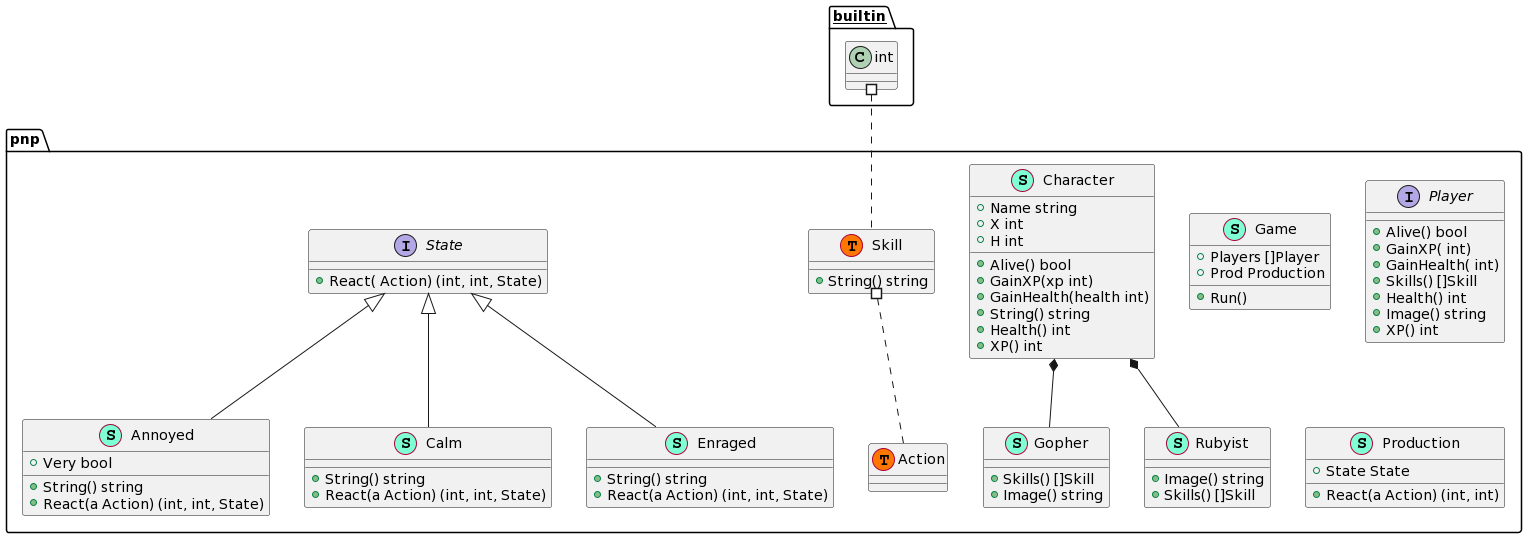 builtin
C int
pnp
I State
React( Action) (int, int, State)
T Skill
String() string
S Character
Name string
X int
H int
Alive() bool
GainXP(xp int)
GainHealth(health int)
String() string
Health() int
XP() int
S Game
Players []Player
Prod Production
Run()
I Player
Alive() bool
GainXP( int)
GainHealth( int)
Skills() []Skill
Health() int
Image() string
XP() int
S Annoyed
Very bool
String() string
React(a Action) (int, int, State)
S Calm
String() string
React(a Action) (int, int, State)
S Enraged
String() string
React(a Action) (int, int, State)
T Action
S Gopher
Skills() []Skill
Image() string
S Rubyist
Image() string
Skills() []Skill
S Production
State State
React(a Action) (int, int)